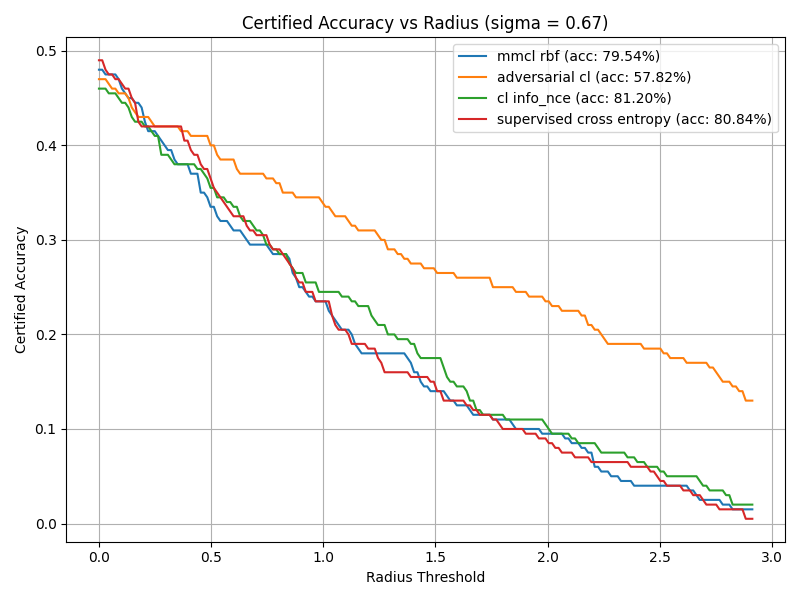 Certified Accuracy vs Radius (sigma = 0.67)
mmcl rbf (acc: 79.54%)
adversarial cl (acc: 57.82%)
cl info_nce (acc: 81.20%)
supervised cross entropy (acc: 80.84%)
Certified Accuracy
0.5
0.4
0.3
0.2
0.1
0.0
0.0 0.5 1.0 1.5 2.0 2.5 3.0
Radius Threshold